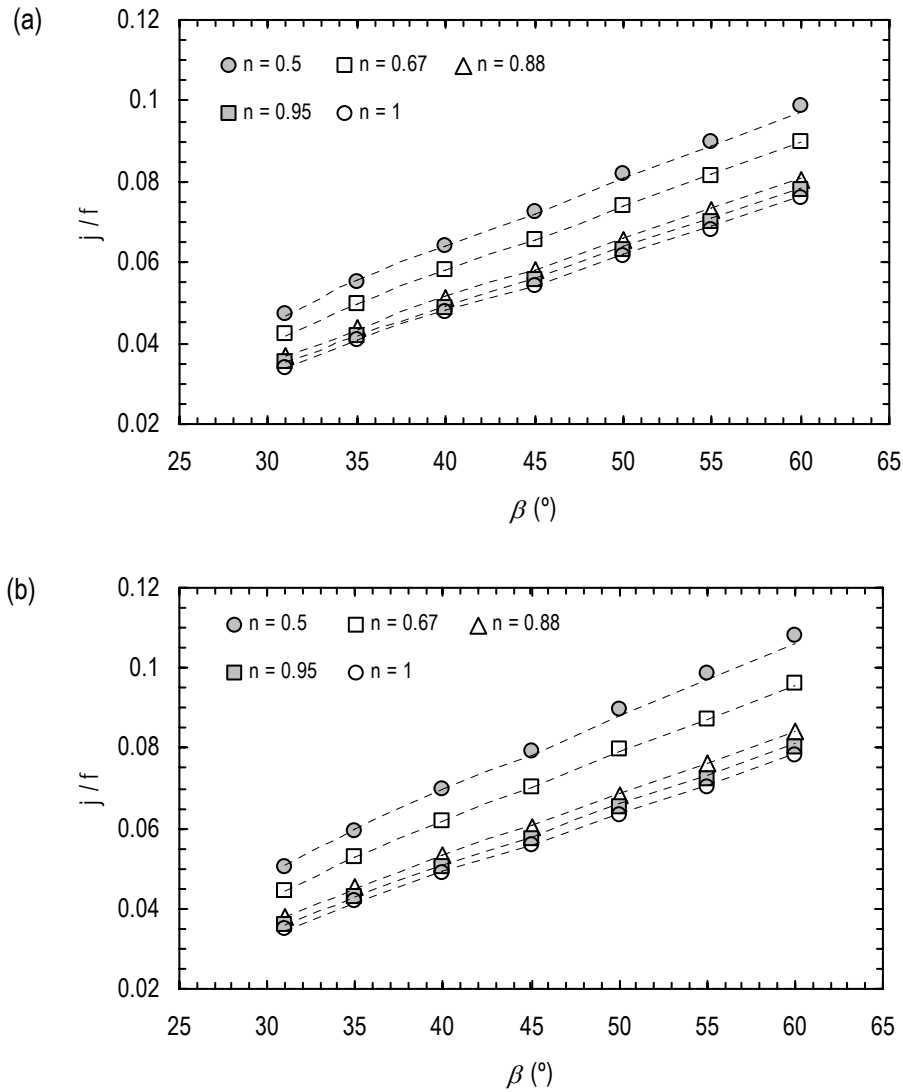 (a)
j / f
0.12
0.1
0.08
0.06
0.04
0.02
n = 0.5 n = 0.67 n = 0.88
n = 0.95 n = 1
25 30 35 40 45 50 55 60 65
β (º)
(b)
j / f
0.12
0.1
0.08
0.06
0.04
0.02
n = 0.5 n = 0.67 n = 0.88
n = 0.95 n = 1
25 30 35 40 45 50 55 60 65
β (º)